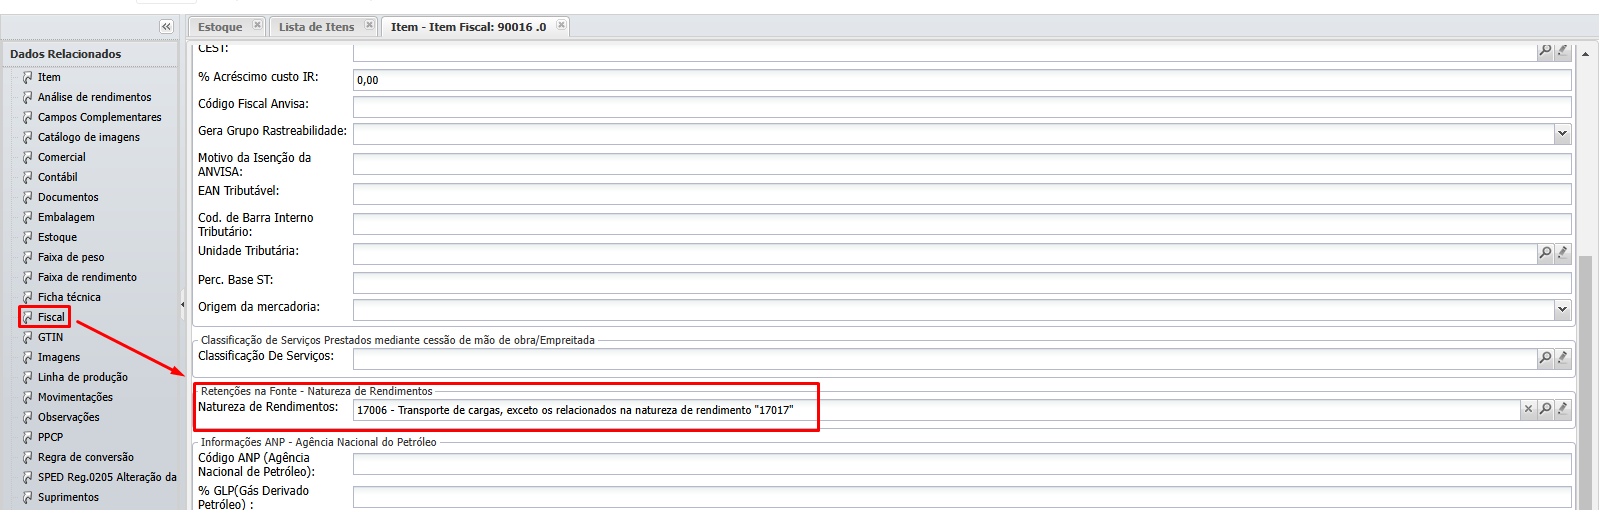 Estoque
Lista de Itens
Item - Item Fiscal: 90016 .0
Dados Relacionados
Item
Análise de rendimentos
Campos Complementares
Catálogo de imagens
Comercial
Contábil
Documentos
Embalagem
Estoque
Faixa de peso
Faixa de rendimento
Ficha técnica
Fiscal
GTIN
Imagens
Linha de produção
Movimentações
Observações
PPCP
Regra de conversão
SPED Reg.0205 Alteração da
Suprimentos
CEST:
% Acréscimo custo IR:
0,00
Código Fiscal Anvisa:
Gera Grupo Rastreabilidade:
Motivo da Isenção da
ANVISA:
EAN Tributável:
Cod. de Barra Interno
Tributário:
Unidade Tributária:
Perc. Base ST:
Origem da mercadoria:
Classificação de Serviços Prestados mediante cessão de mão de obra/Empreitada
Classificação De Serviços:
Retenções na Fonte - Natureza de Rendimentos
Natureza de Rendimentos:
17006 - Transporte de cargas, exceto os relacionados na natureza de rendimento "17017"
Informações ANP - Agência Nacional do Petróleo
Código ANP (Agência
Nacional de Petróleo):
% GLP(Gás Derivado
Petróleo) :